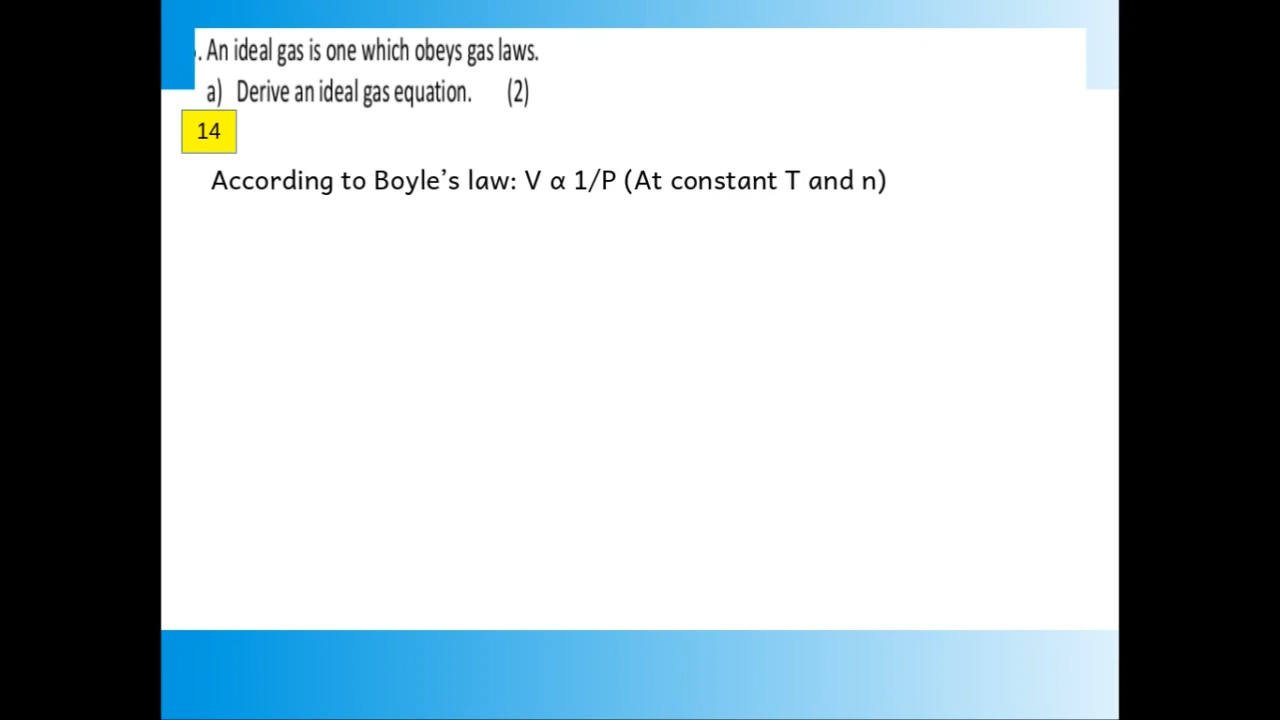 . An ideal gas is one which obeys gas laws.
a) Derive an ideal gas equation. (2)
14
According to Boyle’s law: V α 1/P (At constant T and n)